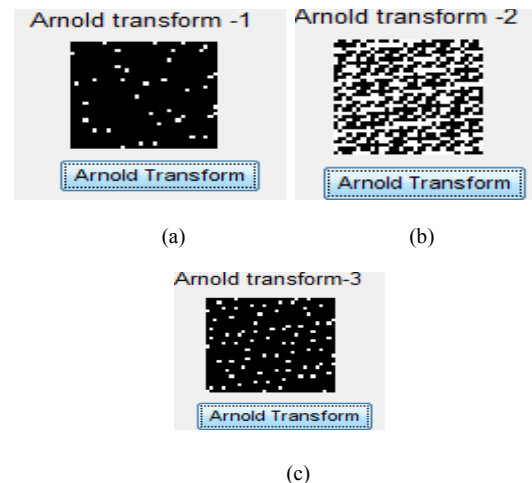 Arnold transform -1
Arnold transform -2
Arnold Transform
Arnold Transform
(a)
(b)
Arnold transform-3
Arnold Transform
(c)